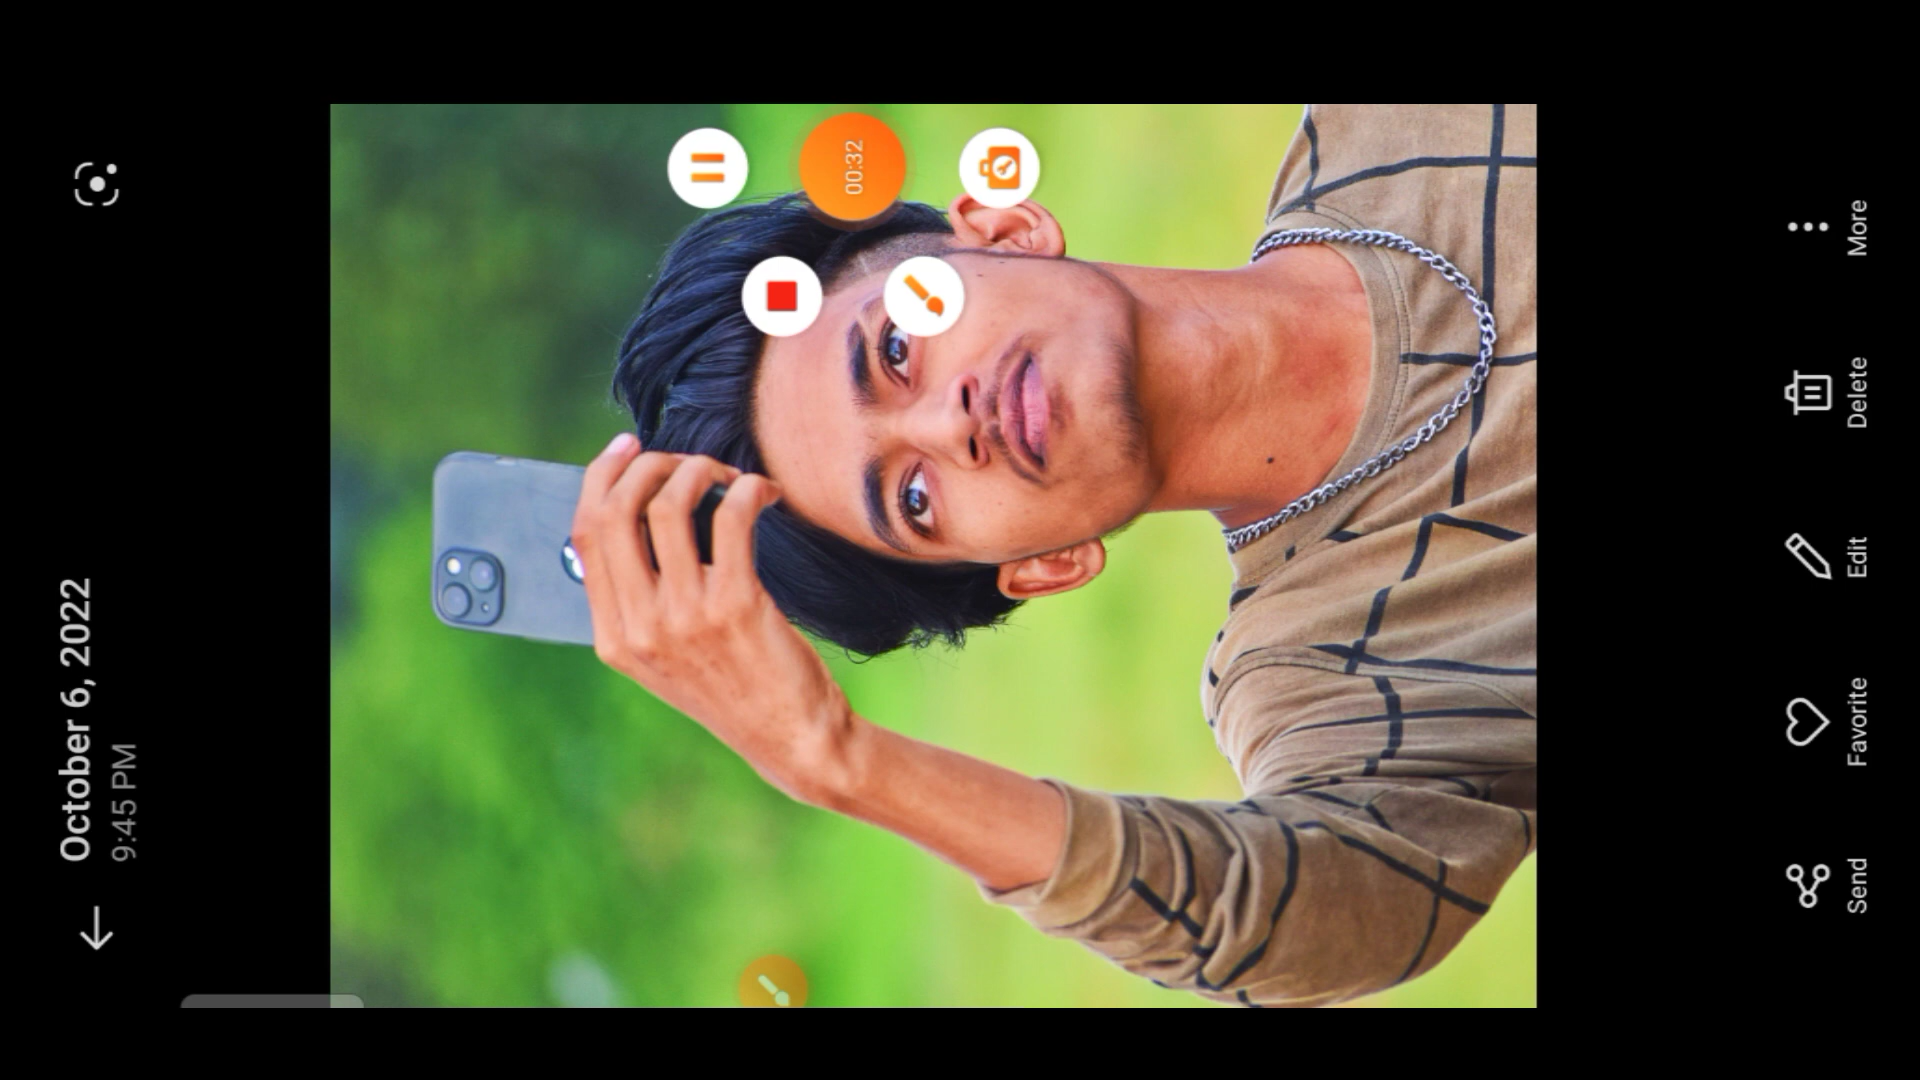 October 6, 2022
9:45 PM
00:32
Send
Favorite
Edit
Delete
More